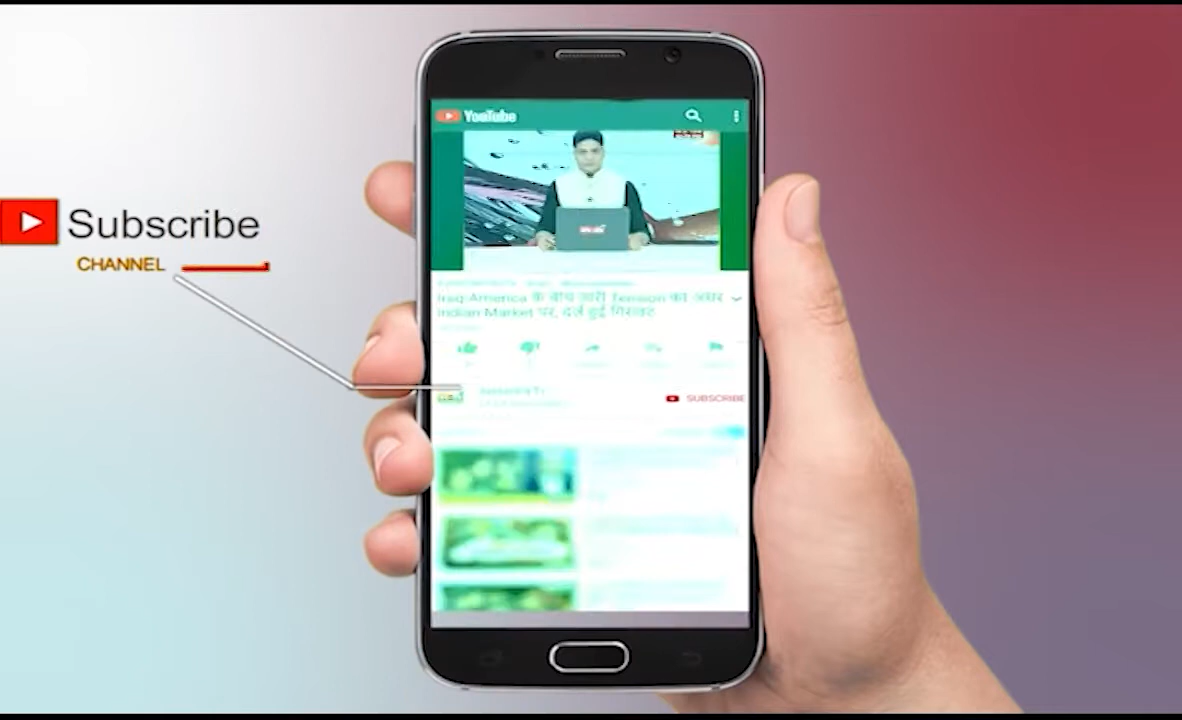 YouTube
Subscribe
CHANNEL
Iraq-America के बीच जारी Tension का असर
Indian Market पर, दर्ज हुई गिरावट
SUBSCRIBE